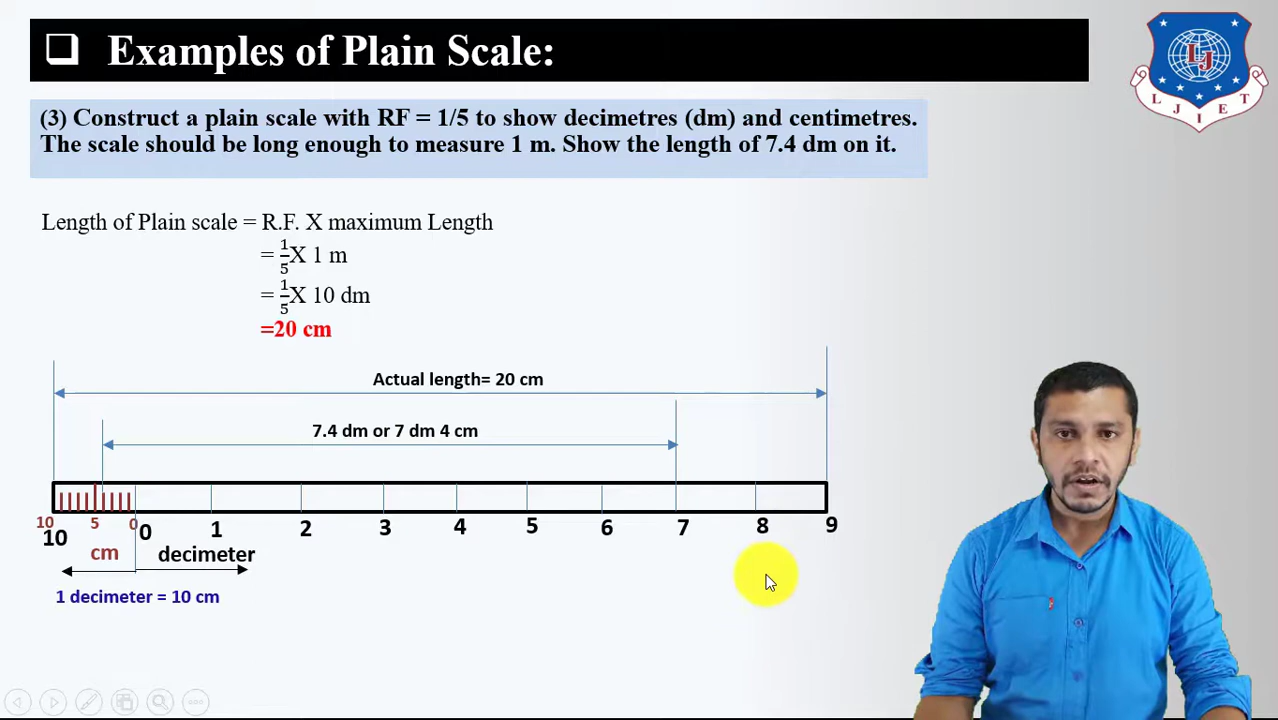 Examples of Plain Scale:
(3) Construct a plain scale with RF = 1/5 to show decimetres (dm) and centimetres.
The scale should be long enough to measure 1 m. Show the length of 7.4 dm on it.
Length of Plain scale = R.F. X maximum Length
= 1/5 X 1 m
= 1/5 X 10 dm
=20 cm
Actual length= 20 cm
7.4 dm or 7 dm 4 cm
10 0 5 0
10 0 1 2 3 4 5 6 7 8 9
cm decimeter
1 decimeter = 10 cm
LJ
L J I E T